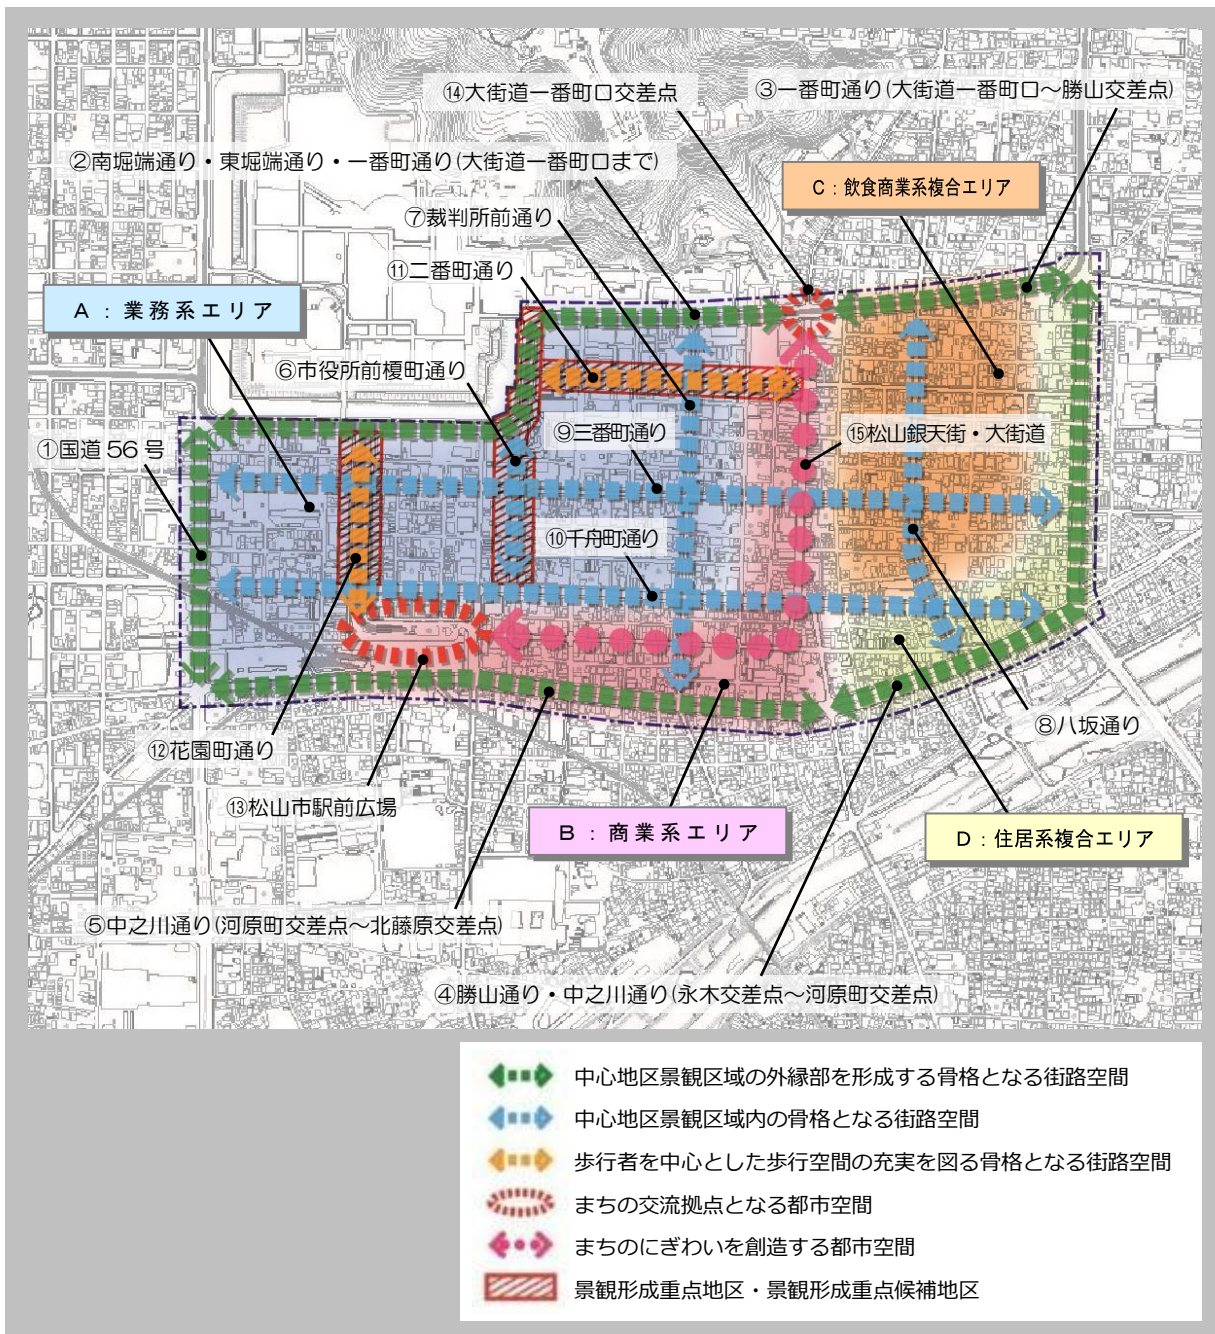 ⑭大街道一番町口交差点
③一番町通り(大街道一番町口～勝山交差点)
②南堀端通り・東堀端通り・一番町通り(大街道一番町口まで)
C：飲食商業系複合エリア
⑦裁判所前通り
⑪二番町通り
A：業務系エリア
⑥市役所前榎町通り
①国道56号
⑨三番町通り
⑮松山銀天街・大街道
⑩千舟町通り
⑧八坂通り
⑫花園町通り
⑬松山市駅前広場
B：商業系エリア
D：住居系複合エリア
⑤中之川通り(河原町交差点～北藤原交差点)
④勝山通り・中之川通り(永木交差点～河原町交差点)
中心地区景観区域の外縁部を形成する骨格となる街路空間
中心地区景観区域内の骨格となる街路空間
歩行者を中心とした歩行空間の充実を図る骨格となる街路空間
まちの交流拠点となる都市空間
まちのにぎわいを創造する都市空間
景観形成重点地区・景観形成重点候補地区